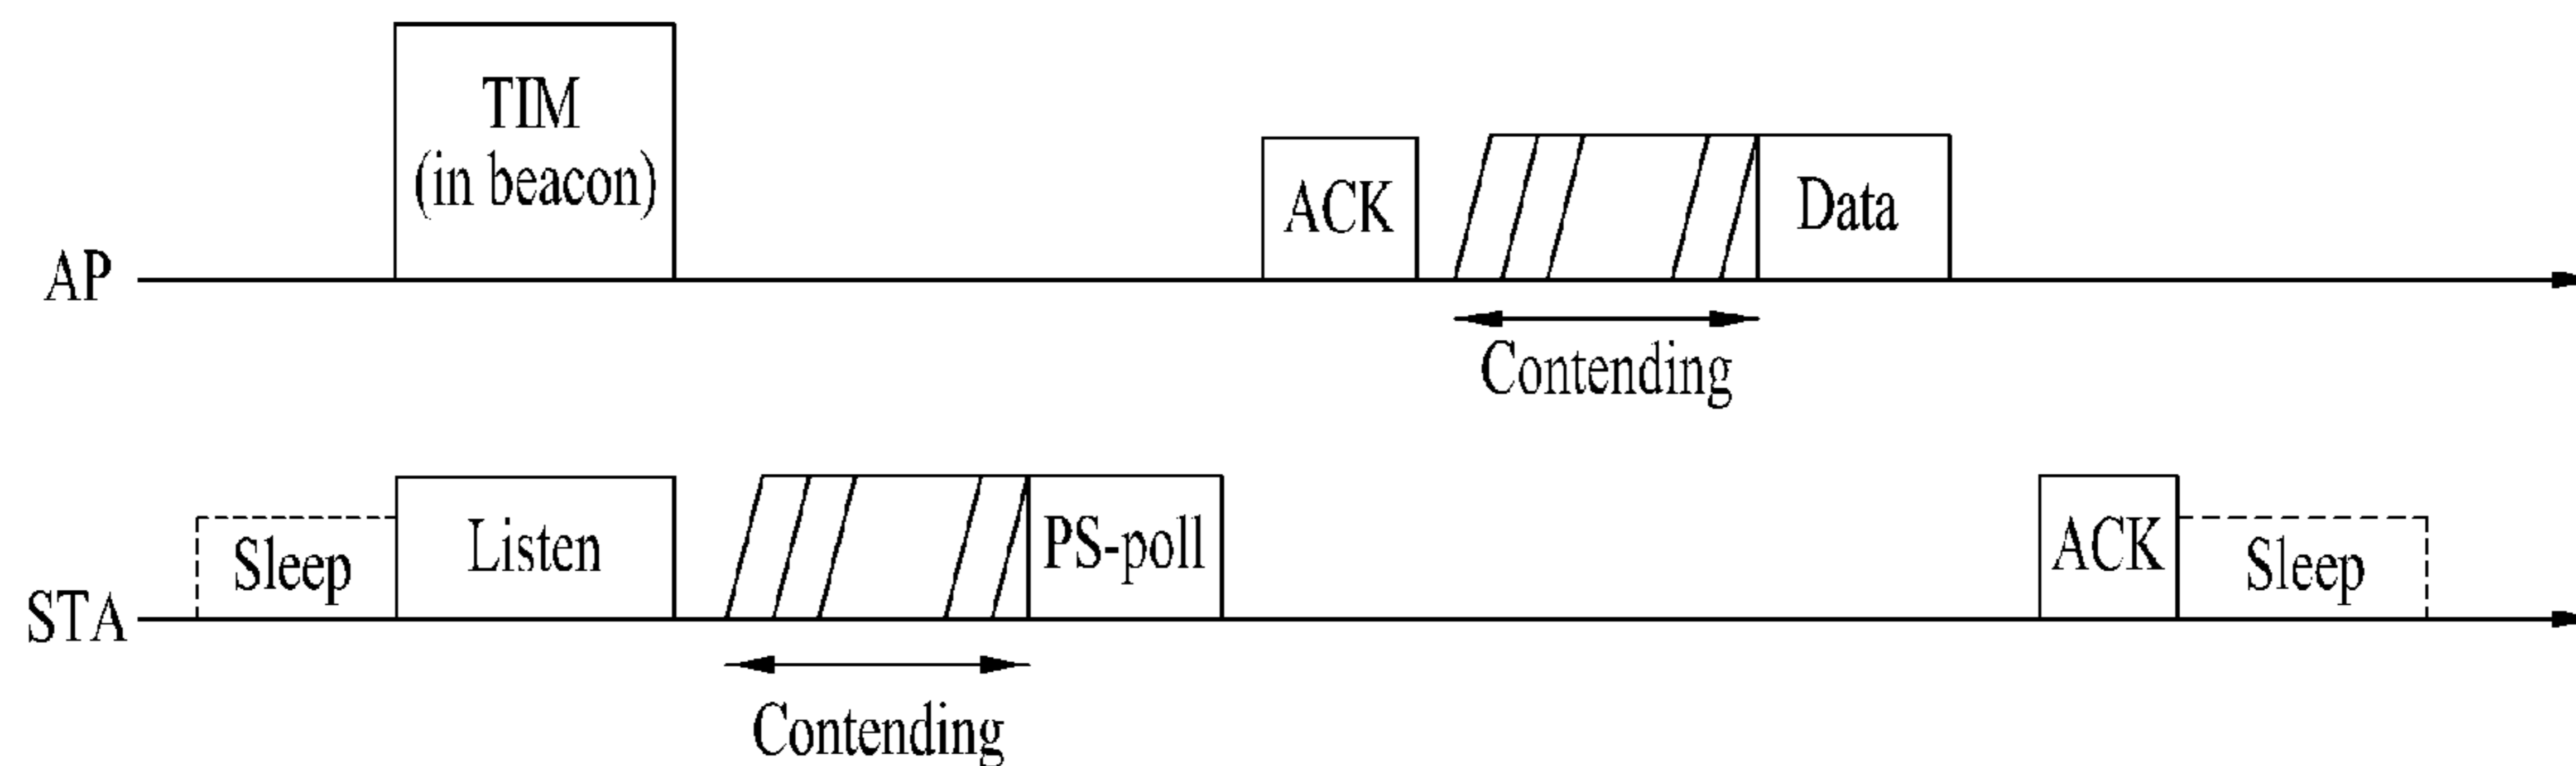 TIM
(in beacon)
ACK
Data
AP
Contending
Sleep
Listen
PS-poll
ACK
Sleep
STA
Contending